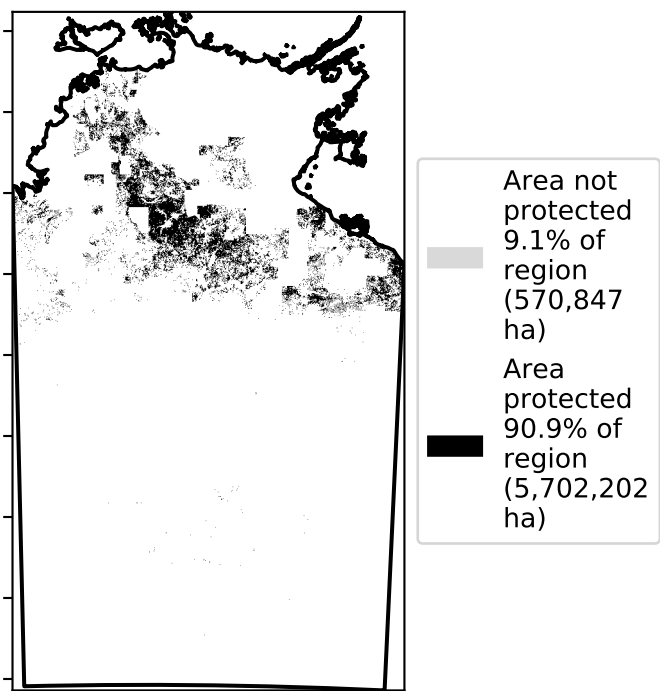 Area not
protected
9.1% of
region
(570,847
ha)
Area
protected
90.9% of
region
(5,702,202
ha)